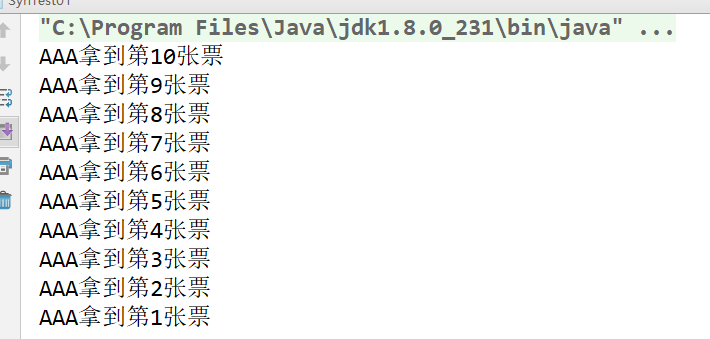 SynTest01
"C:\Program Files\Java\jdk1.8.0_231\bin\java" ...
AAA拿到第10张票
AAA拿到第9张票
AAA拿到第8张票
AAA拿到第7张票
AAA拿到第6张票
AAA拿到第5张票
AAA拿到第4张票
AAA拿到第3张票
AAA拿到第2张票
AAA拿到第1张票